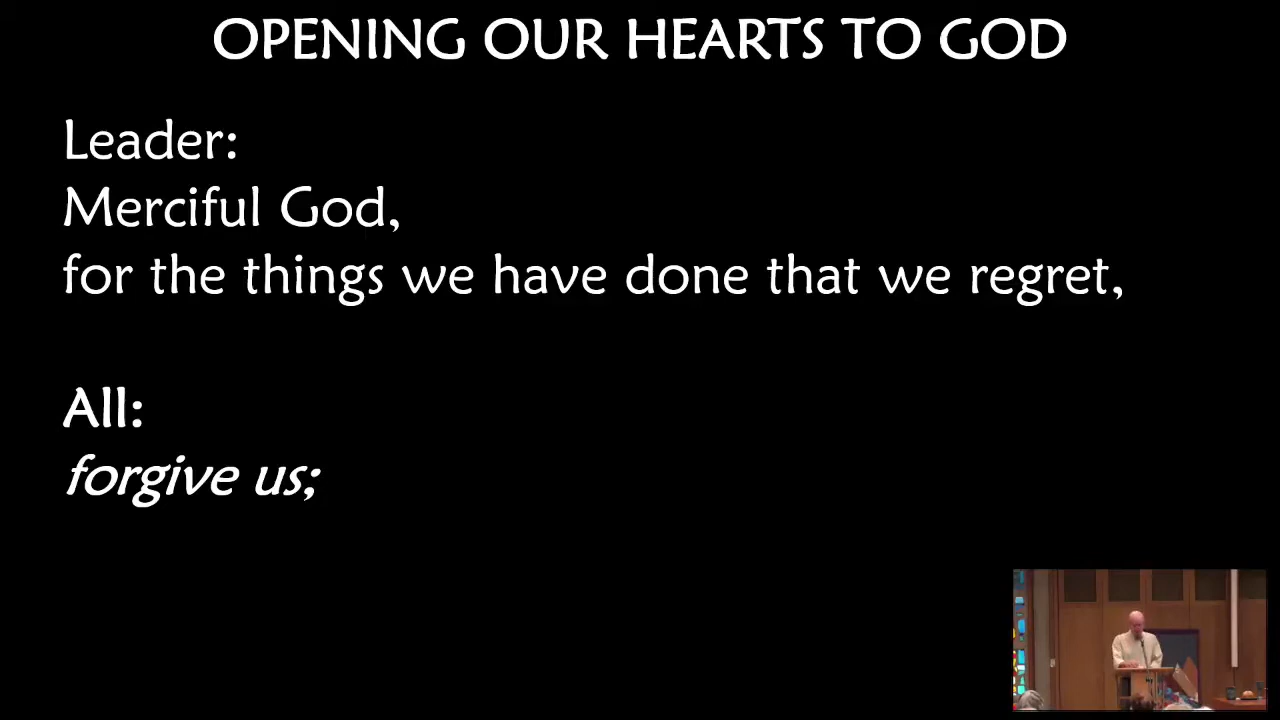 OPENING OUR HEARTS TO GOD
Leader:
Merciful God,
for the things we have done that we regret,
All:
forgive us;